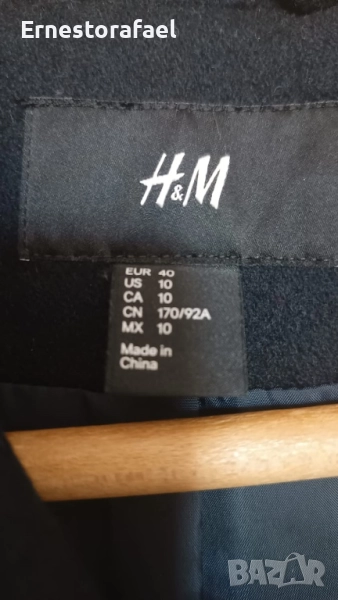 Ernestorafael
H&M
EUR 40
US 10
CA 10
CN 170/92A
MX 10
Made in
China
BAZAR